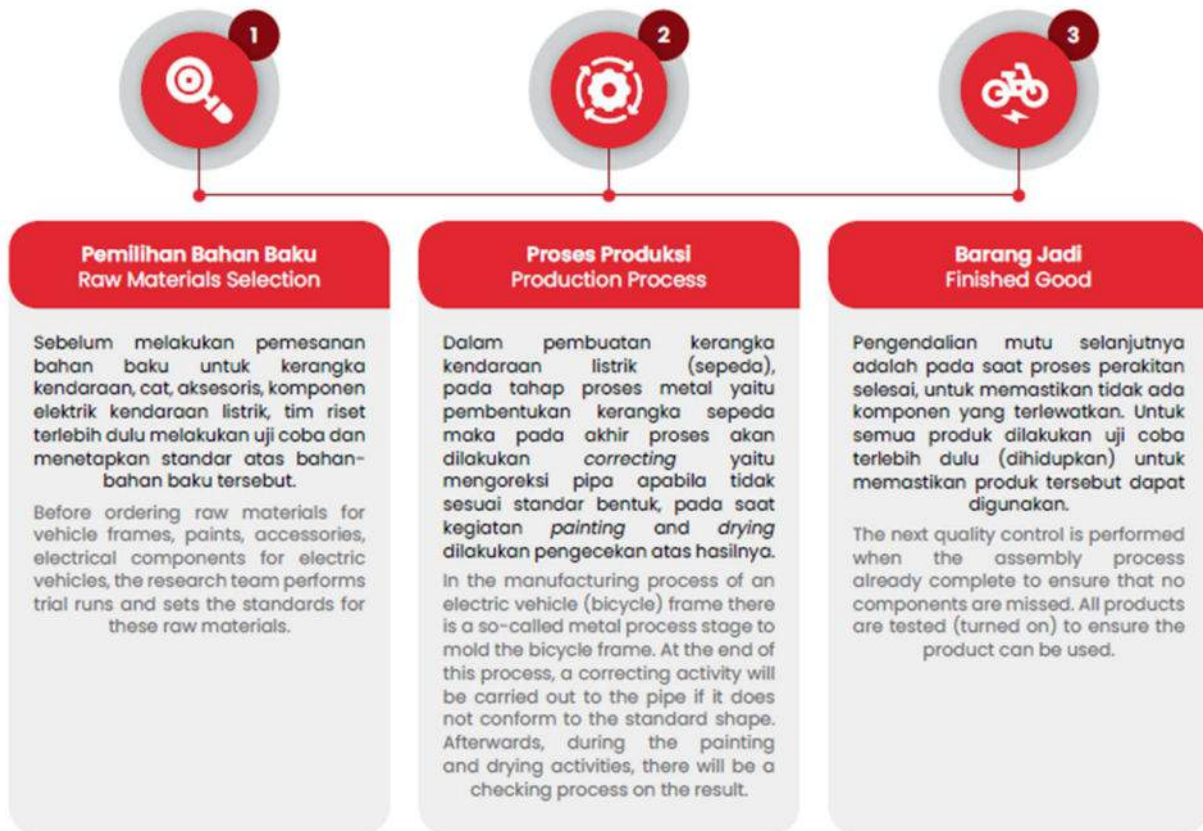 1
2
3
Pemilihan Bahan Baku
Raw Materials Selection
Sebelum melakukan pemesanan
bahan baku untuk kerangka
kendaraan, cat, aksesoris, komponen
elektrik kendaraan listrik, tim riset
terlebih dulu melakukan uji coba dan
menetapkan standar atas bahan-
bahan baku tersebut.
Before ordering raw materials for
vehicle frames, paints, accessories,
electrical components for electric
vehicles, the research team performs
trial runs and sets the standards for
these raw materials.
Proses Produksi
Production Process
Dalam pembuatan kerangka
kendaraan listrik (sepeda),
pada tahap proses metal yaitu
pembentukan kerangka sepeda
maka pada akhir proses akan
dilakukan correcting yaitu
mengoreksi pipa apabila tidak
sesuai standar bentuk, pada saat
kegiatan painting and drying
dilakukan pengecekan atas hasilnya.
In the manufacturing process of an
electric vehicle (bicycle) frame there
is a so-called metal process stage to
mold the bicycle frame. At the end of
this process, a correcting activity will
be carried out to the pipe if it does
not conform to the standard shape.
Afterwards, during the painting
and drying activities, there will be a
checking process on the result.
Barang Jadi
Finished Good
Pengendalian mutu selanjutnya
adalah pada saat proses perakitan
selesai, untuk memastikan tidak ada
komponen yang terlewatkan. Untuk
semua produk dilakukan uji coba
terlebih dulu (dihidupkan) untuk
memastikan produk tersebut dapat
digunakan.
The next quality control is performed
when the assembly process
already complete to ensure that no
components are missed. All products
are tested (turned on) to ensure the
product can be used.